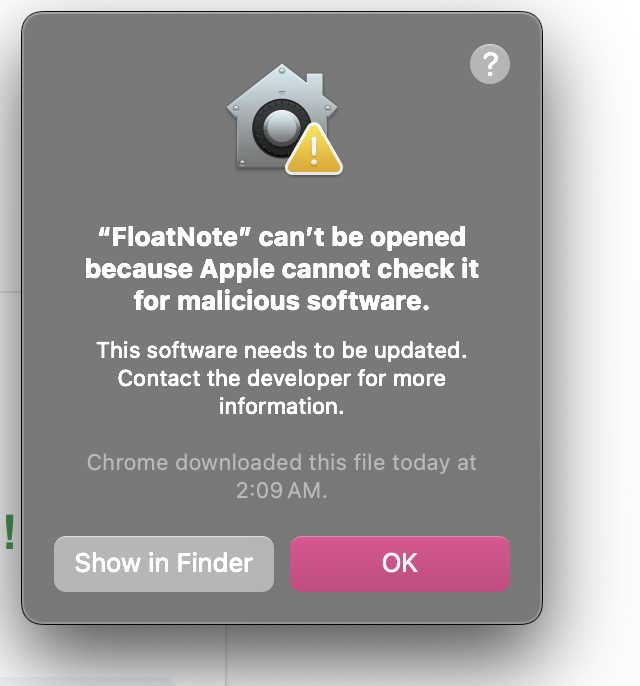 ?
“FloatNote” can’t be opened
because Apple cannot check it
for malicious software.
This software needs to be updated.
Contact the developer for more
information.
Chrome downloaded this file today at
2:09 AM.
!
Show in Finder
OK